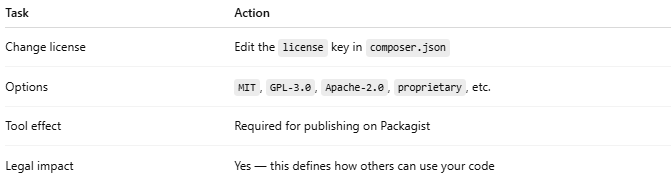 Task Action
Change license Edit the license key in composer.json
Options MIT, GPL-3.0, Apache-2.0, proprietary, etc.
Tool effect Required for publishing on Packagist
Legal impact Yes — this defines how others can use your code